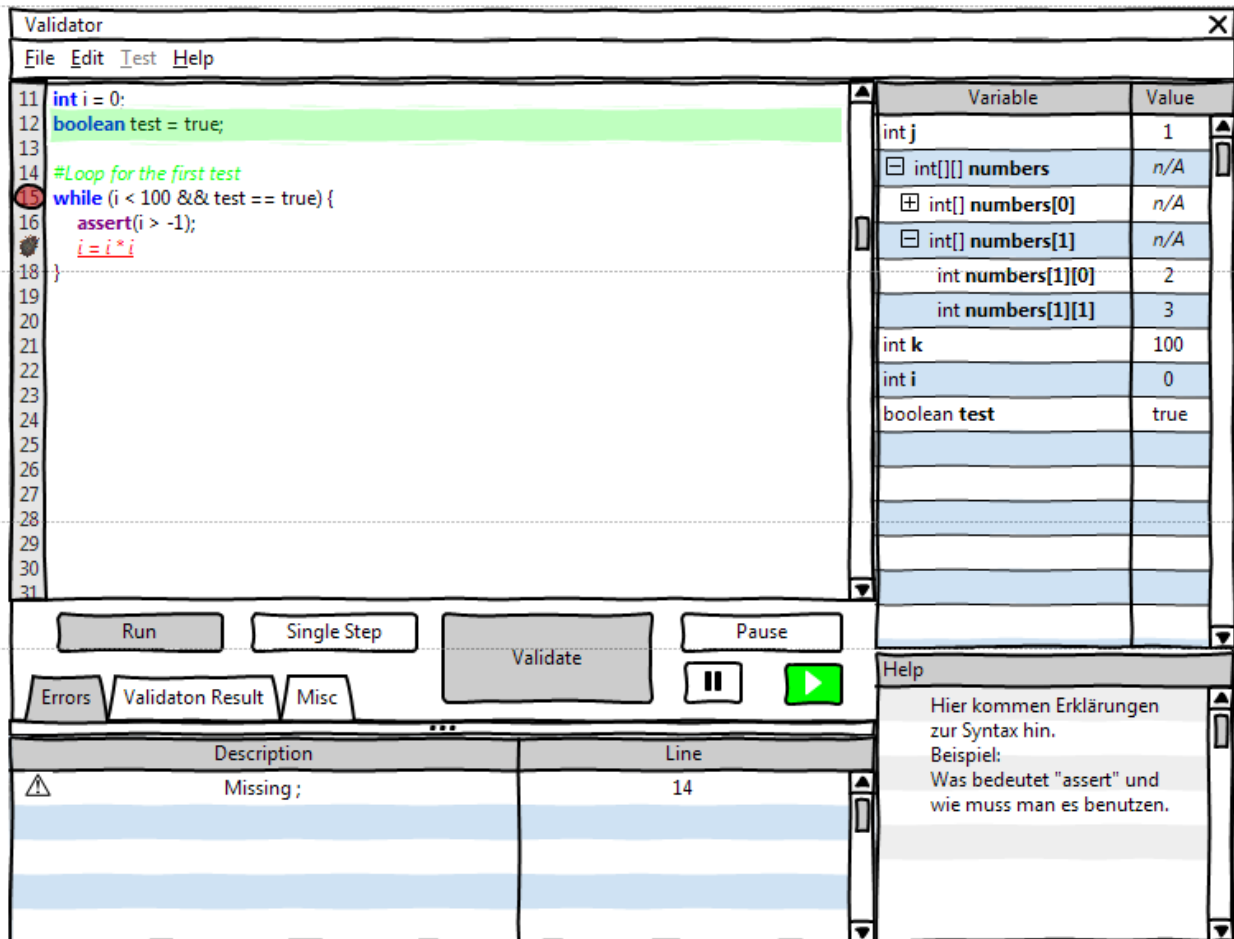 Validator
File Edit Test Help
11 int i = 0;
12 boolean test = true;
13
14 #Loop for the first test
15 while (i < 100 && test == true) {
16 assert(i > -1);
i = i * i
18 }
19
20
21
22
23
24
25
26
27
28
29
30
31
Variable Value
int j 1
int[][] numbers n/A
int[] numbers[0] n/A
int[] numbers[1] n/A
int numbers[1][0] 2
int numbers[1][1] 3
int k 100
int i 0
boolean test true
Run Single Step Validate Pause
Errors Validaton Result Misc
Description Line
Missing ; 14
Help
Hier kommen Erklärungen
zur Syntax hin.
Beispiel:
Was bedeutet "assert" und
wie muss man es benutzen.